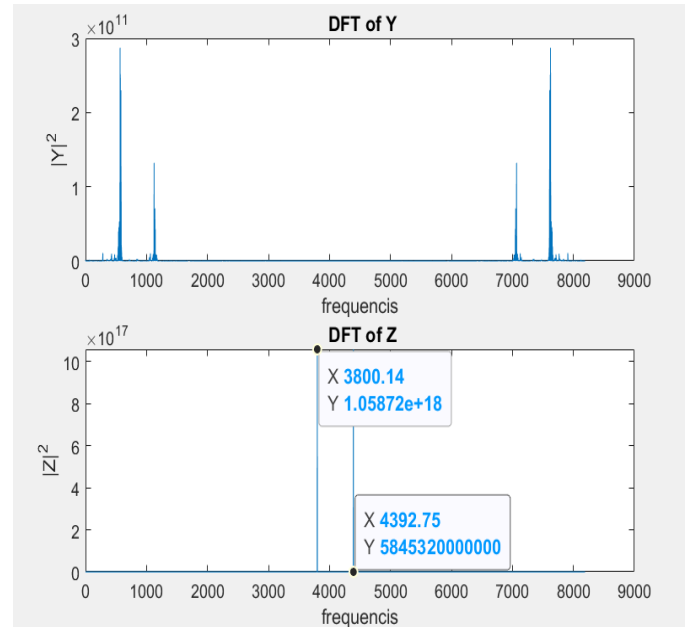 DFT of Y
×10^11
3
2
1
0
|Y|^2
0 1000 2000 3000 4000 5000 6000 7000 8000 9000
frequencis
DFT of Z
×10^17
10
8
6
4
2
0
|Z|^2
X 3800.14
Y 1.05872e+18
X 4392.75
Y 5845320000000
0 1000 2000 3000 4000 5000 6000 7000 8000 9000
frequencis